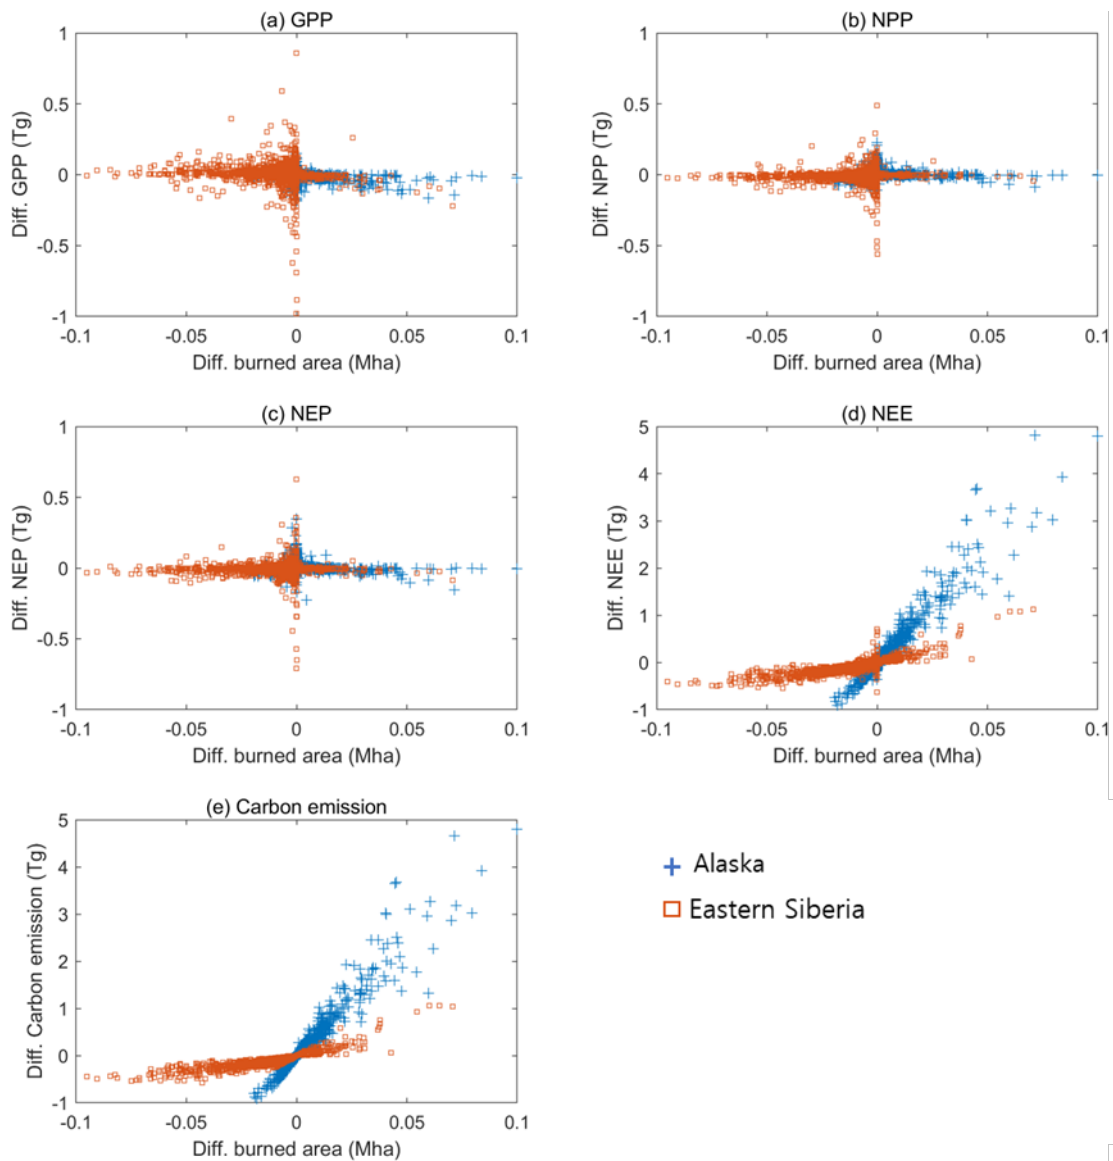 (a) GPP
1
0.5
0
-0.5
-1
Diff. GPP (Tg)
-0.1 -0.05 0 0.05 0.1
Diff. burned area (Mha)
(b) NPP
1
0.5
0
-0.5
-1
Diff. NPP (Tg)
-0.1 -0.05 0 0.05 0.1
Diff. burned area (Mha)
(c) NEP
1
0.5
0
-0.5
-1
Diff. NEP (Tg)
-0.1 -0.05 0 0.05 0.1
Diff. burned area (Mha)
(d) NEE
5
4
3
2
1
0
-1
Diff. NEE (Tg)
-0.1 -0.05 0 0.05 0.1
Diff. burned area (Mha)
(e) Carbon emission
5
4
3
2
1
0
-1
Diff. Carbon emission (Tg)
-0.1 -0.05 0 0.05 0.1
Diff. burned area (Mha)
Alaska
Eastern Siberia